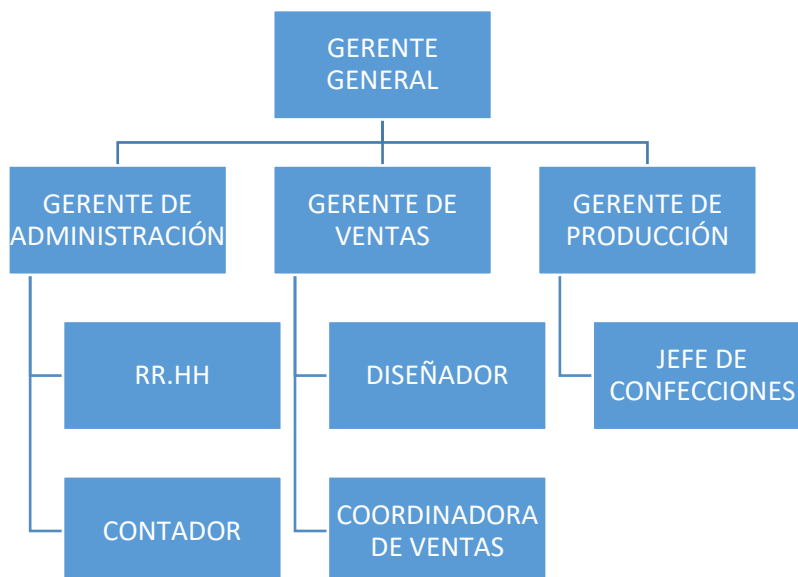 GERENTE
GENERAL
GERENTE DE
ADMINISTRACIÓN
GERENTE DE
VENTAS
GERENTE DE
PRODUCCIÓN
RR.HH
DISEÑADOR
JEFE DE
CONFECCIONES
CONTADOR
COORDINADORA
DE VENTAS